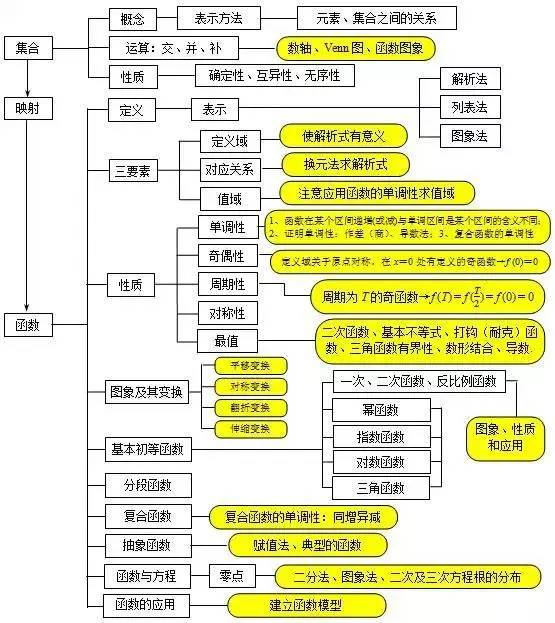 概念
表示方法
元素、集合之间的关系
集合
运算：交、并、补
数轴、Venn 图、函数图象
性质
确定性、互异性、无序性
映射
定义
表示
解析法
列表法
图象法
三要素
定义域
使解析式有意义
对应关系
换元法求解析式
值域
注意应用函数的单调性求值域
函数
性质
单调性
1、函数在某个区间递增(或减)与单调区间是某个区间的含义不同；
2、证明单调性：作差（商）、导数法；3、复合函数的单调性
奇偶性
定义域关于原点对称，在 x＝0 处有定义的奇函数→f (0)＝0
周期性
周期为 T 的奇函数→f (T)＝f (T/2)＝f (0)＝0
对称性
最值
二次函数、基本不等式、打钩（耐克）函
数、三角函数有界性、数形结合、导数.
图象及其变换
平移变换
对称变换
翻折变换
伸缩变换
基本初等函数
一次、二次函数、反比例函数
幂函数
指数函数
对数函数
三角函数
图象、性质
和应用
分段函数
复合函数
复合函数的单调性：同增异减
抽象函数
赋值法、典型的函数
函数与方程
零点
二分法、图象法、二次及三次方程根的分布
函数的应用
建立函数模型